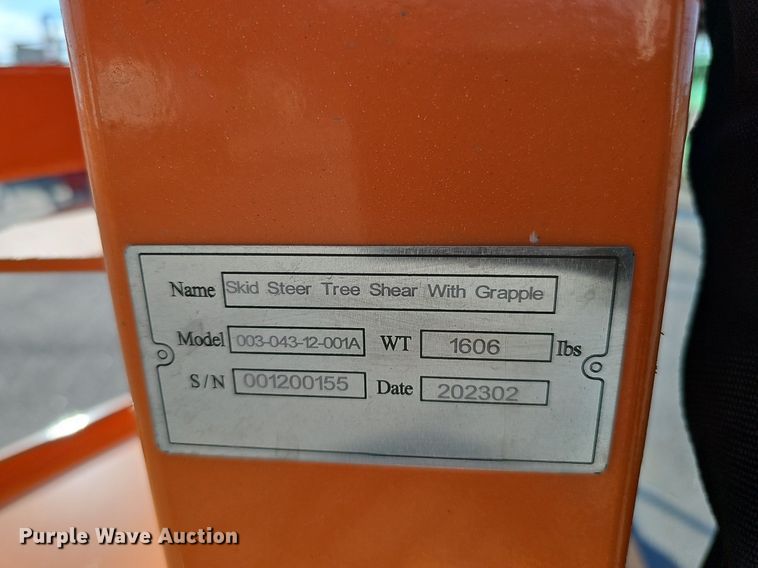 Name Skid Steer Tree Shear With Grapple
Model 003-043-12-001A WT 1606 lbs
S/N 001200155 Date 202302
Purple Wave Auction